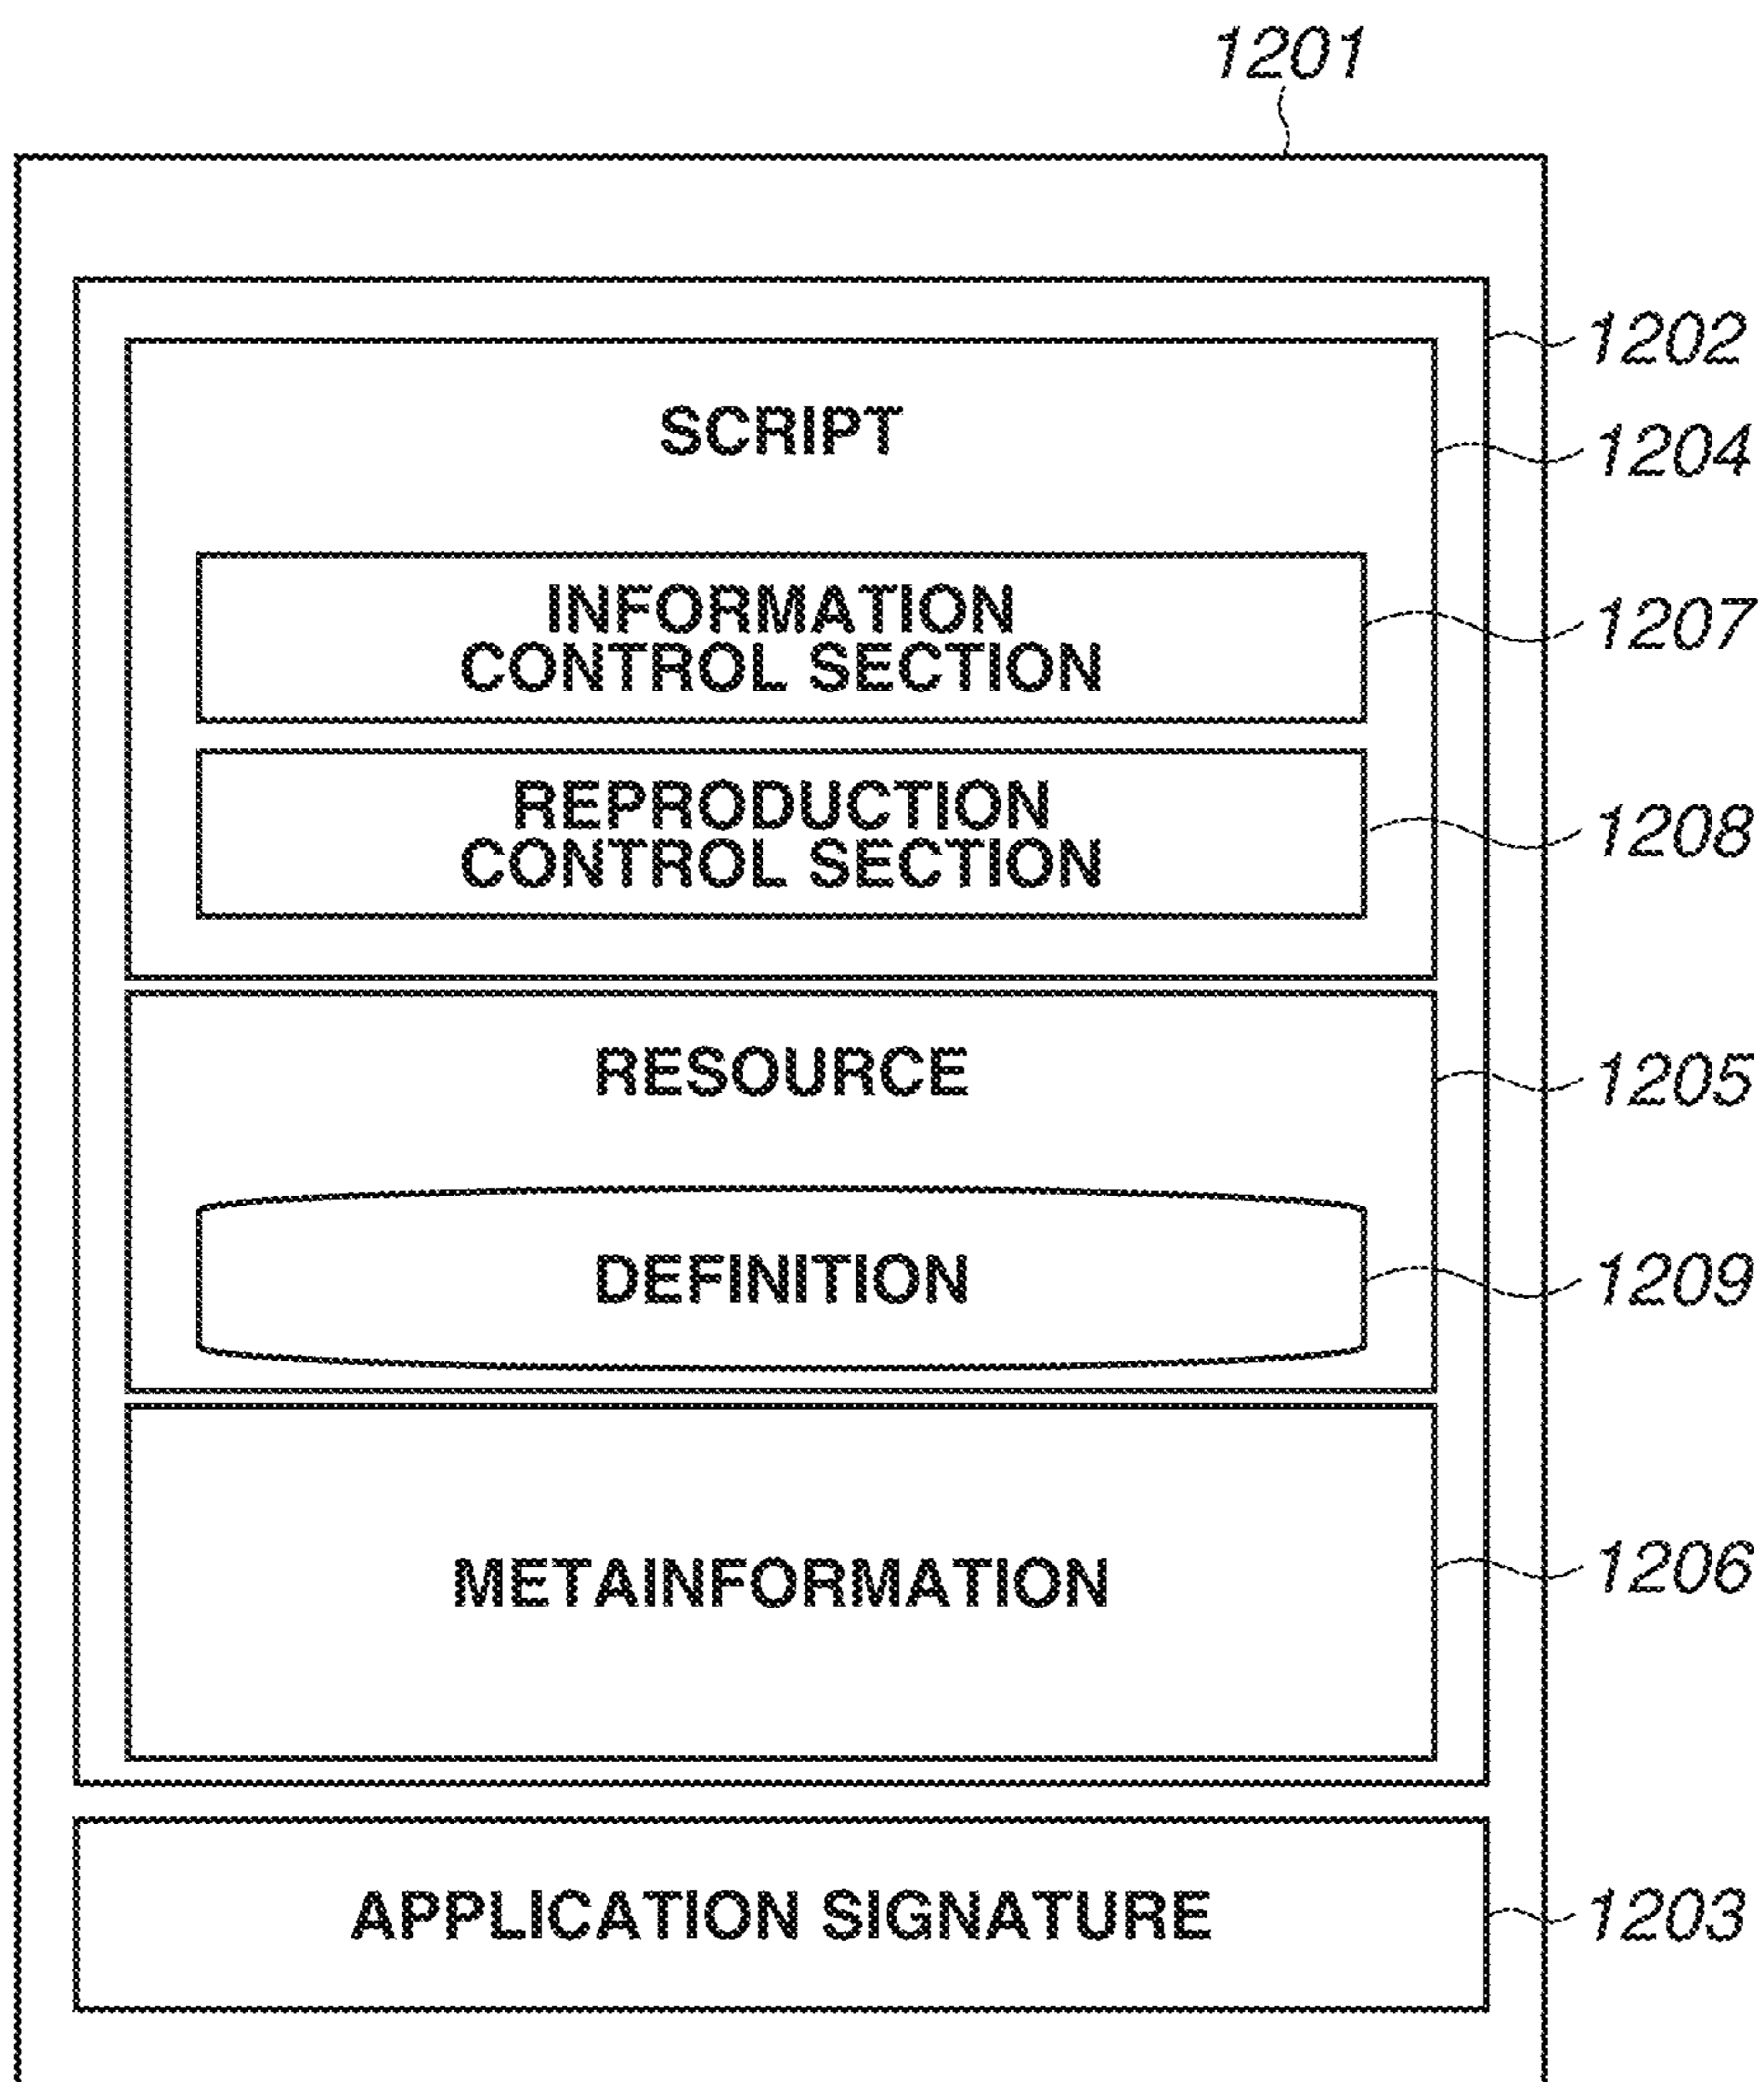 1201
1202
SCRIPT
1204
INFORMATION
CONTROL SECTION
1207
REPRODUCTION
CONTROL SECTION
1208
RESOURCE
1205
DEFINITION
1209
METAINFORMATION
1206
APPLICATION SIGNATURE
1203